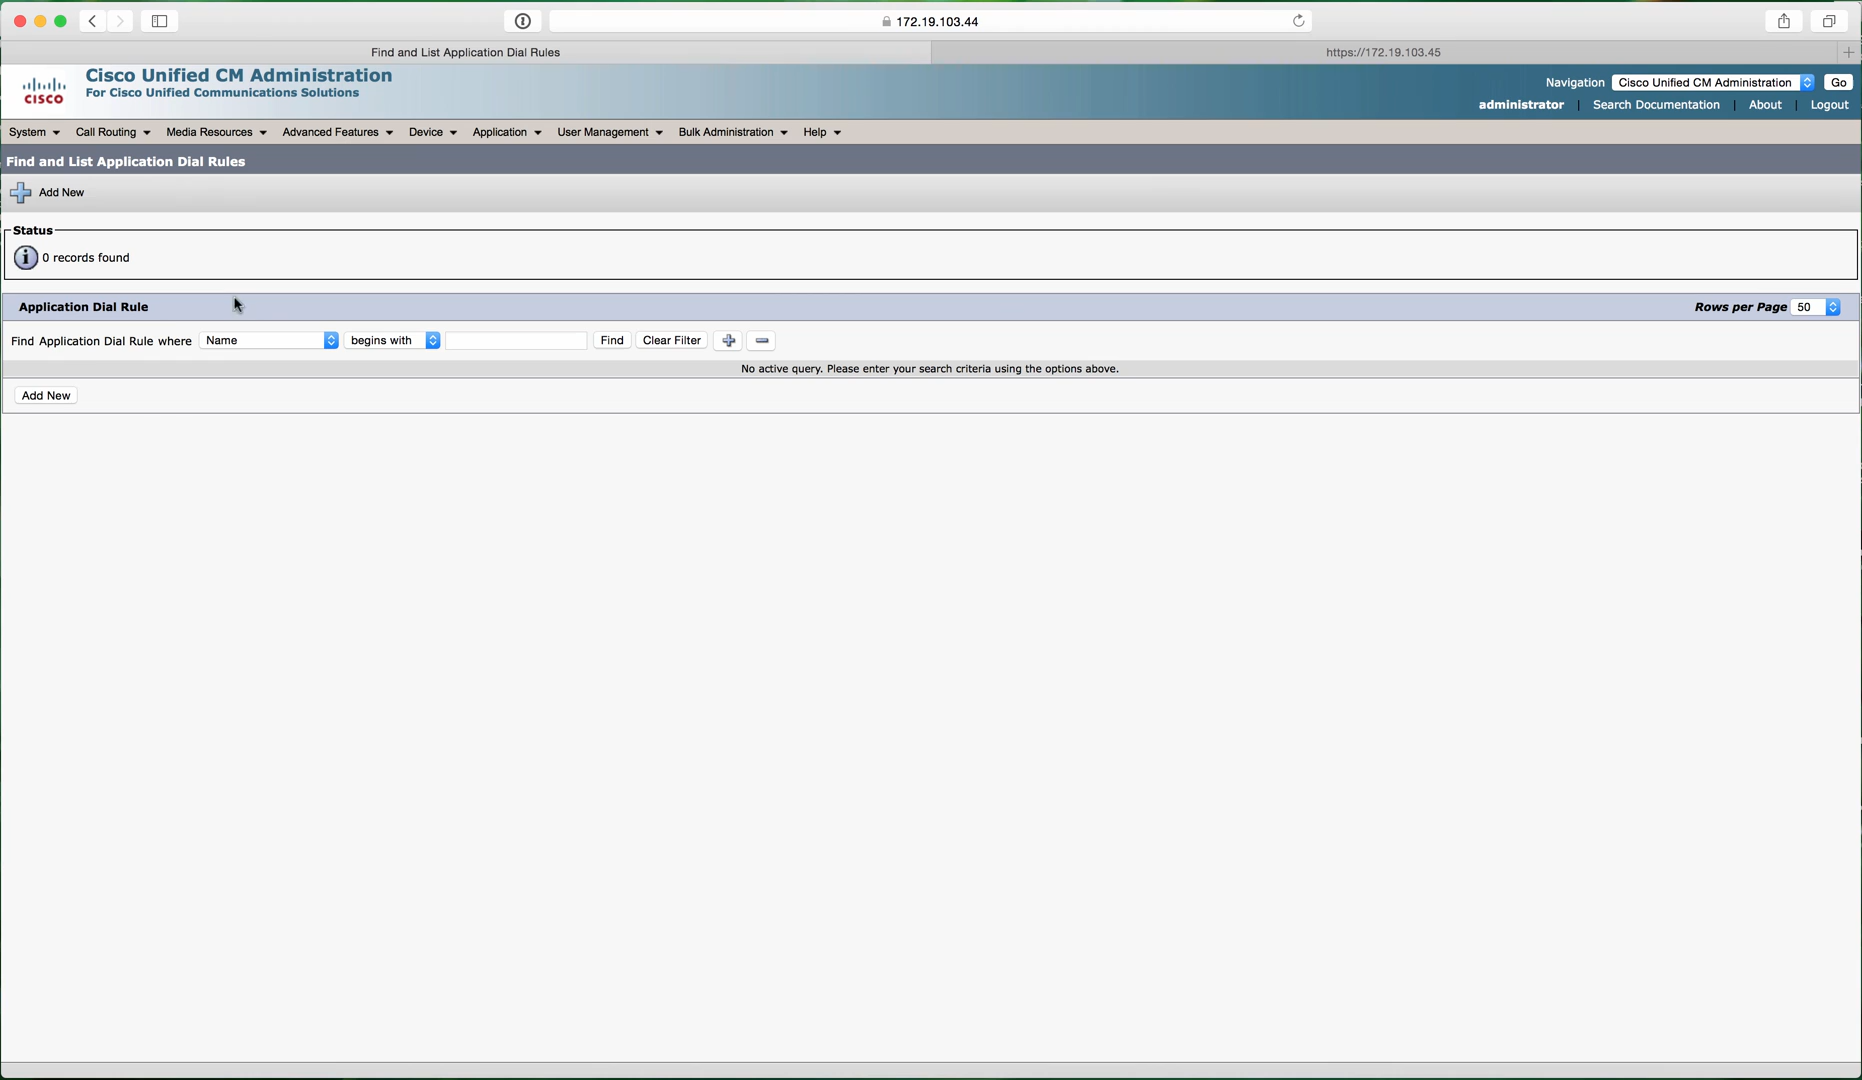 172.19.103.44
Find and List Application Dial Rules
https://172.19.103.45
CISCO
Cisco Unified CM Administration
For Cisco Unified Communications Solutions
Navigation Cisco Unified CM Administration Go
administrator | Search Documentation | About | Logout
System Call Routing Media Resources Advanced Features Device Application User Management Bulk Administration Help
Find and List Application Dial Rules
Add New
Status
0 records found
Application Dial Rule
Rows per Page 50
Find Application Dial Rule where Name begins with Find Clear Filter
No active query. Please enter your search criteria using the options above.
Add New